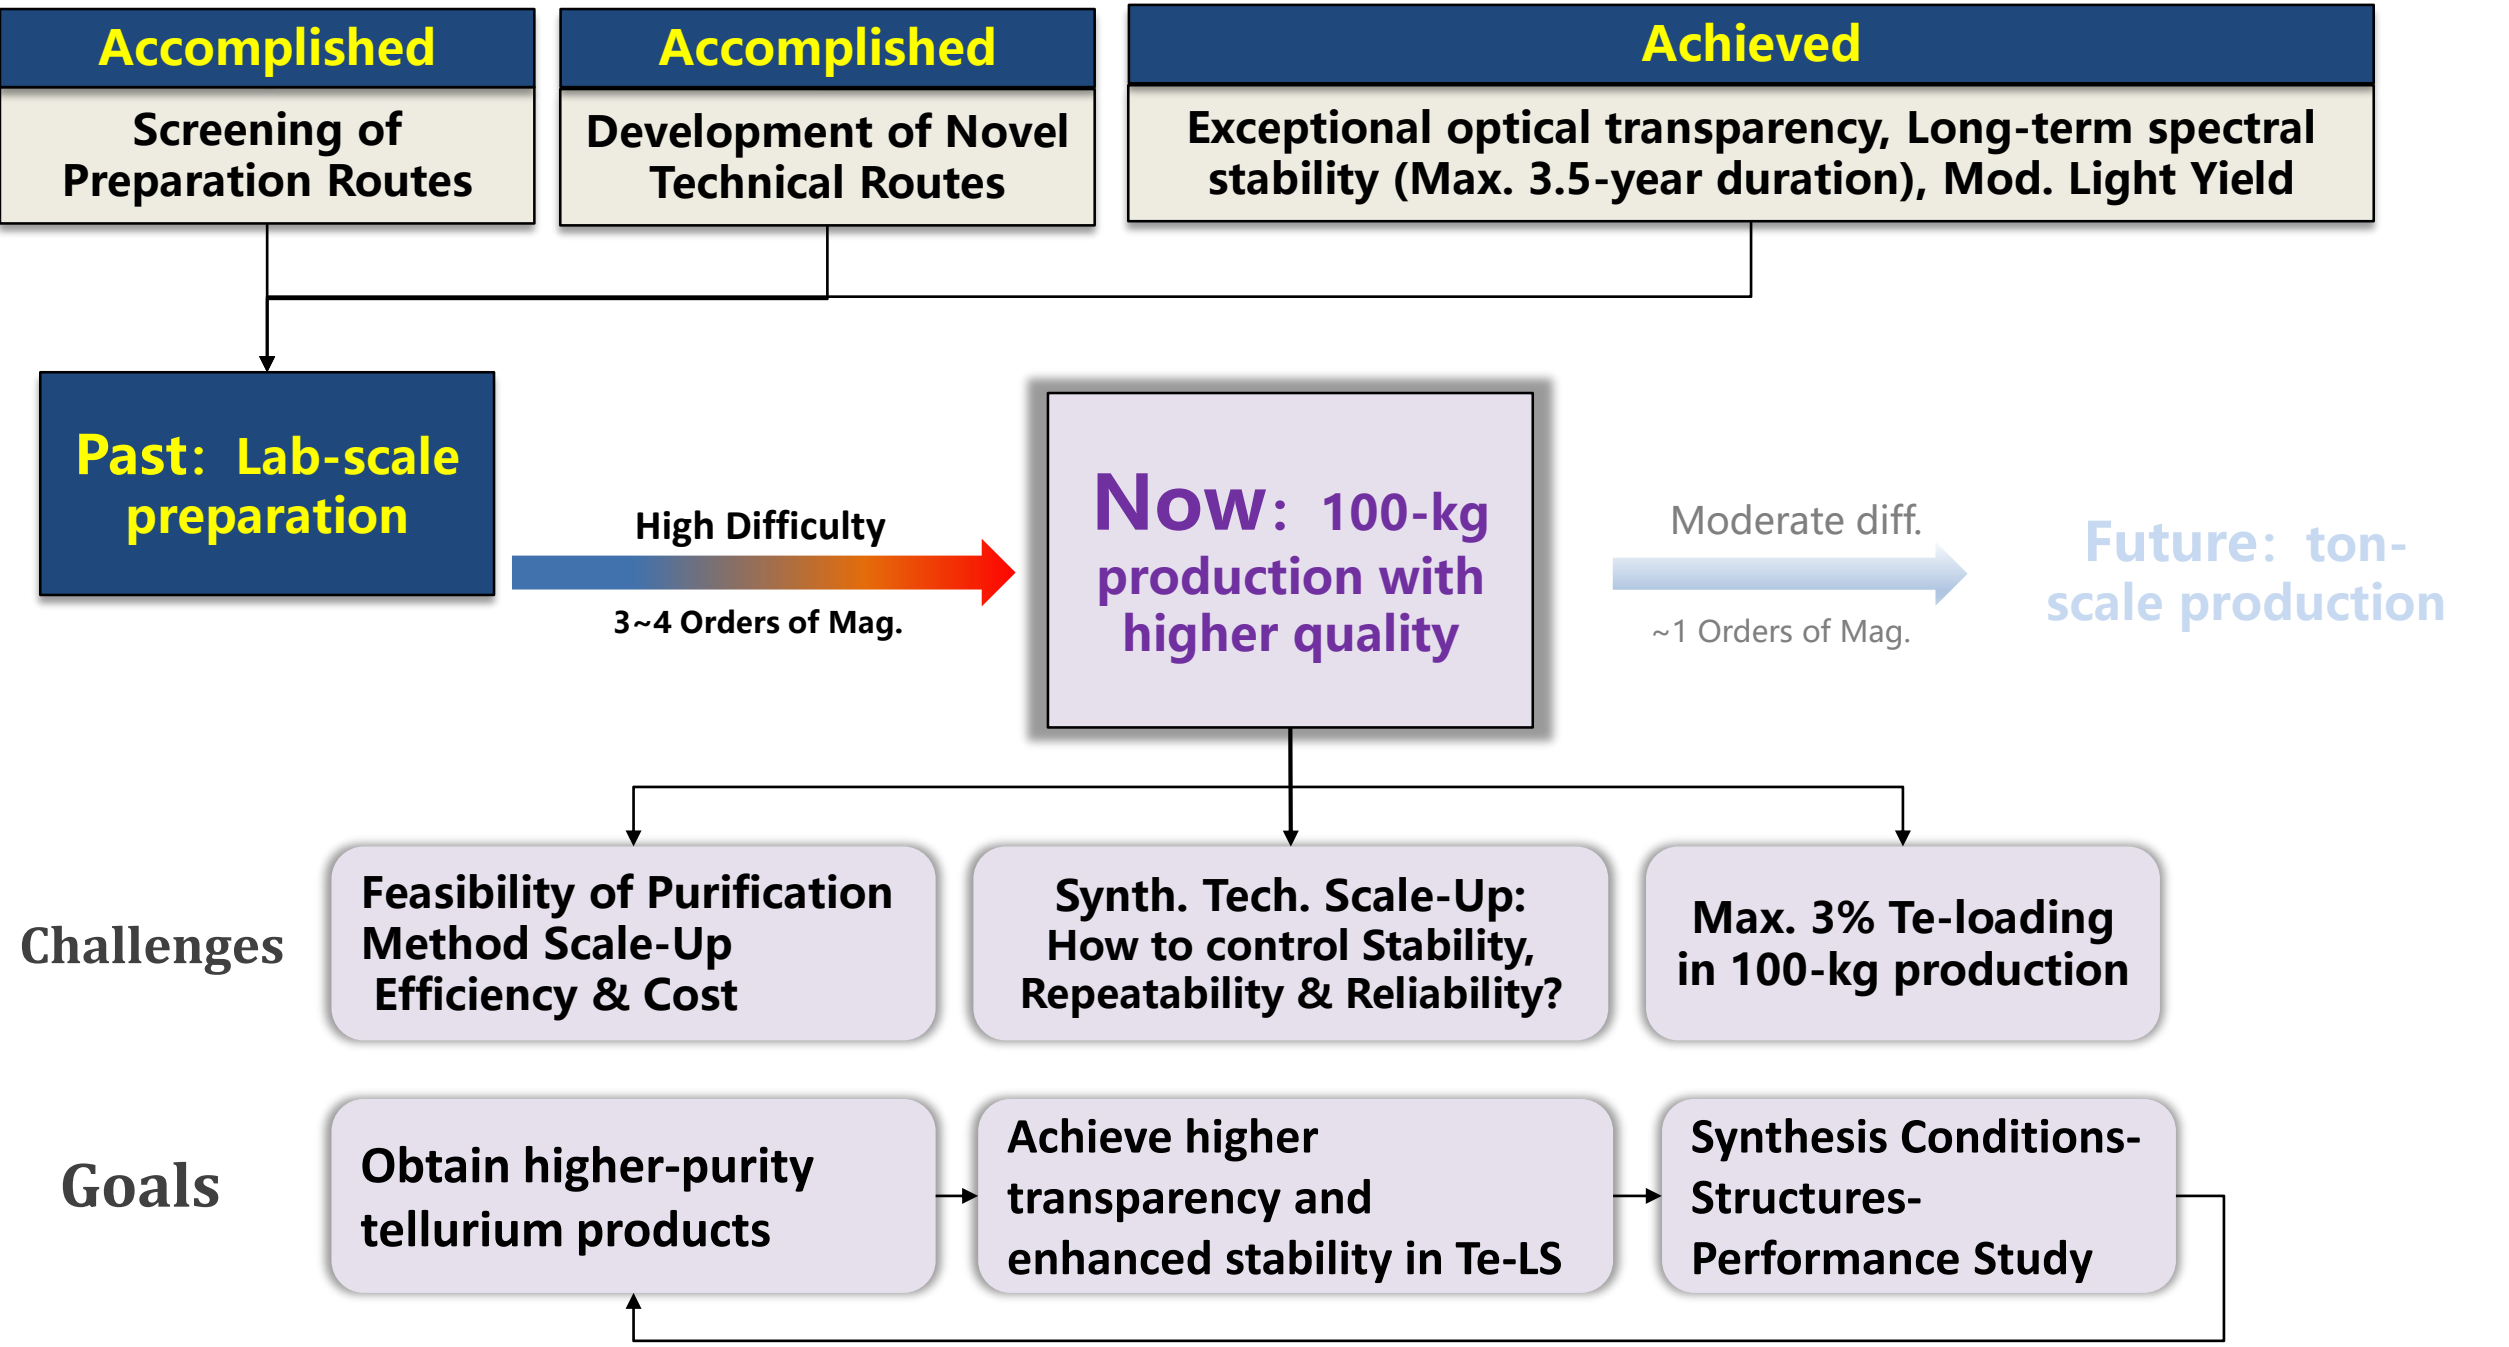 Accomplished
Screening of
Preparation Routes
Accomplished
Development of Novel
Technical Routes
Achieved
Exceptional optical transparency, Long-term spectral
stability (Max. 3.5-year duration), Mod. Light Yield
Past：Lab-scale
preparation
High Difficulty
3~4 Orders of Mag.
Now：100-kg
production with
higher quality
Moderate diff.
~1 Orders of Mag.
Future：ton-
scale production
Challenges
Feasibility of Purification
Method Scale-Up
Efficiency & Cost
Synth. Tech. Scale-Up:
How to control Stability,
Repeatability & Reliability?
Max. 3% Te-loading
in 100-kg production
Goals
Obtain higher-purity
tellurium products
Achieve higher
transparency and
enhanced stability in Te-LS
Synthesis Conditions-
Structures-
Performance Study